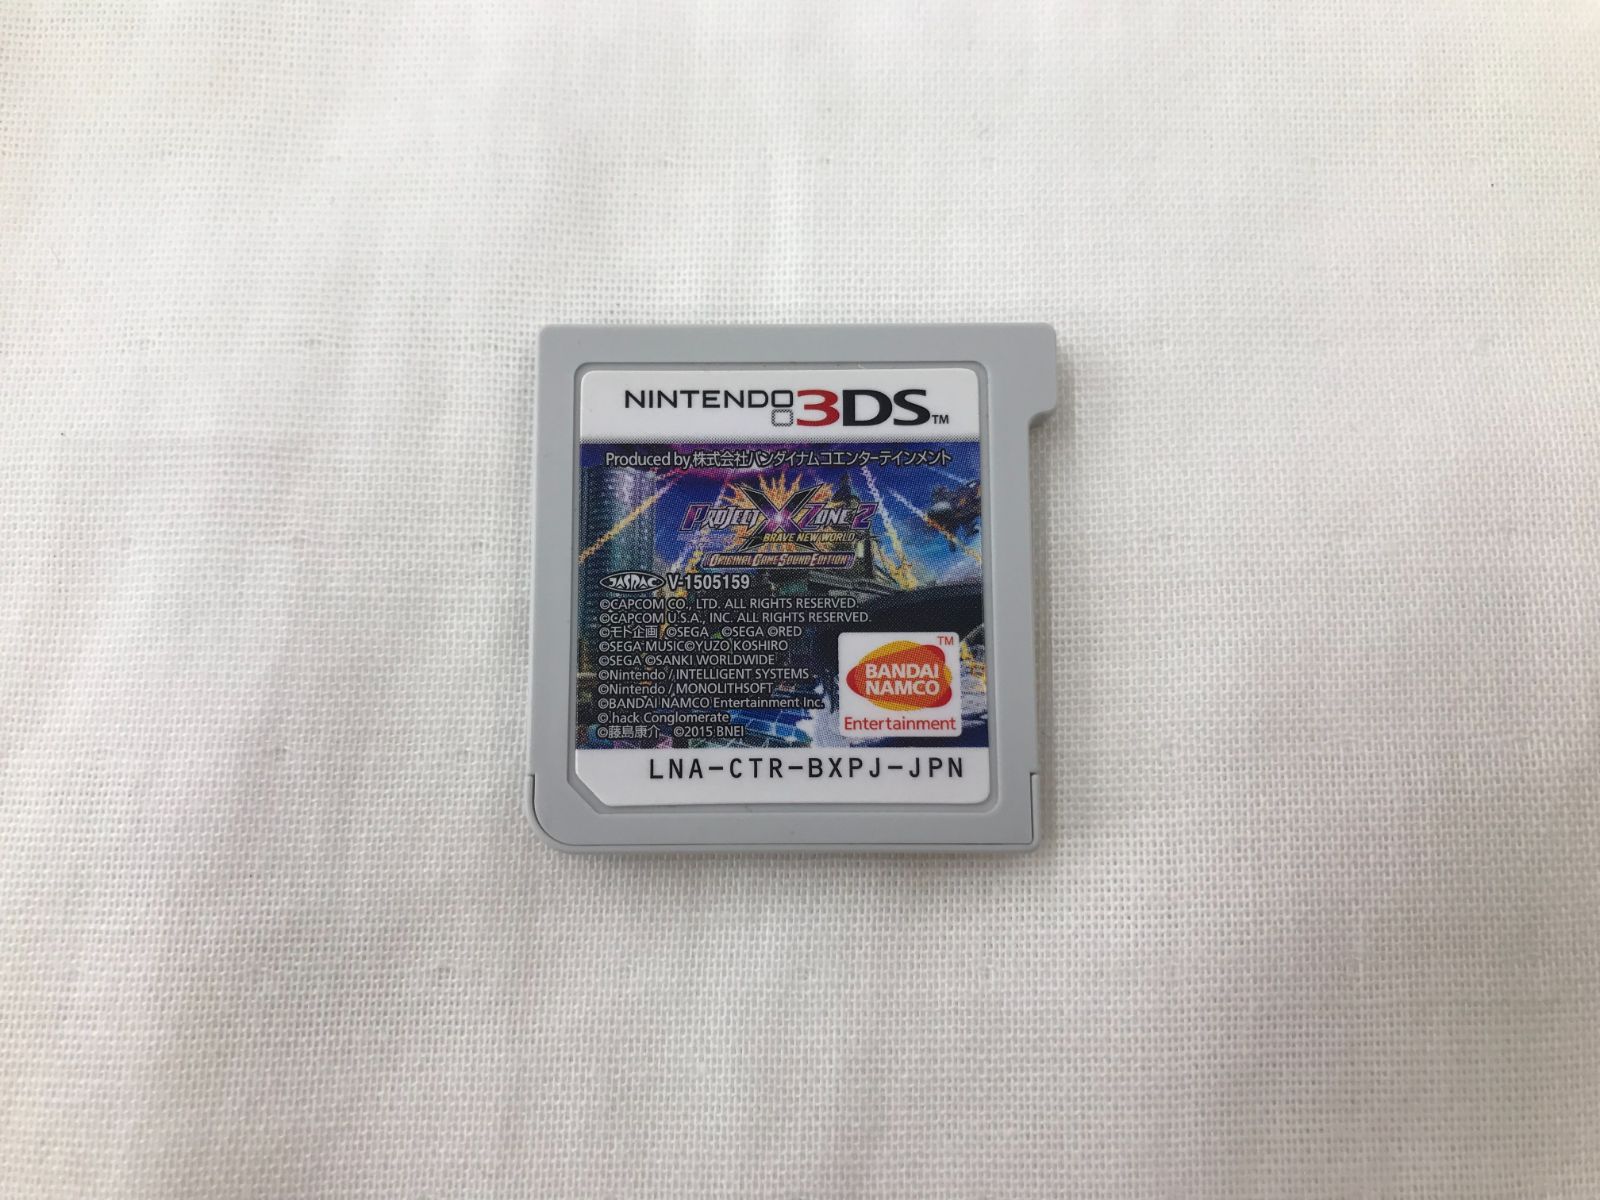 NINTENDO 3DS™
Produced by 株式会社バンダイナムコエンターテインメント
PROJECT X ZONE 2
BRAVE NEW WORLD
ORIGINAL GAME SOUND EDITION
JASRAC V-1505159
©CAPCOM CO., LTD. ALL RIGHTS RESERVED.
©CAPCOM U.S.A., INC. ALL RIGHTS RESERVED.
©モト企画 ©SEGA ©SEGA ©RED
©SEGA MUSIC©YUZO KOSHIRO
©SEGA ©SANKI WORLDWIDE
©Nintendo / INTELLIGENT SYSTEMS
©Nintendo / MONOLITHSOFT
©BANDAI NAMCO Entertainment Inc.
©.hack Conglomerate
©藤島康介 ©2015 BNEI
TM
BANDAI
NAMCO
Entertainment
LNA-CTR-BXPJ-JPN